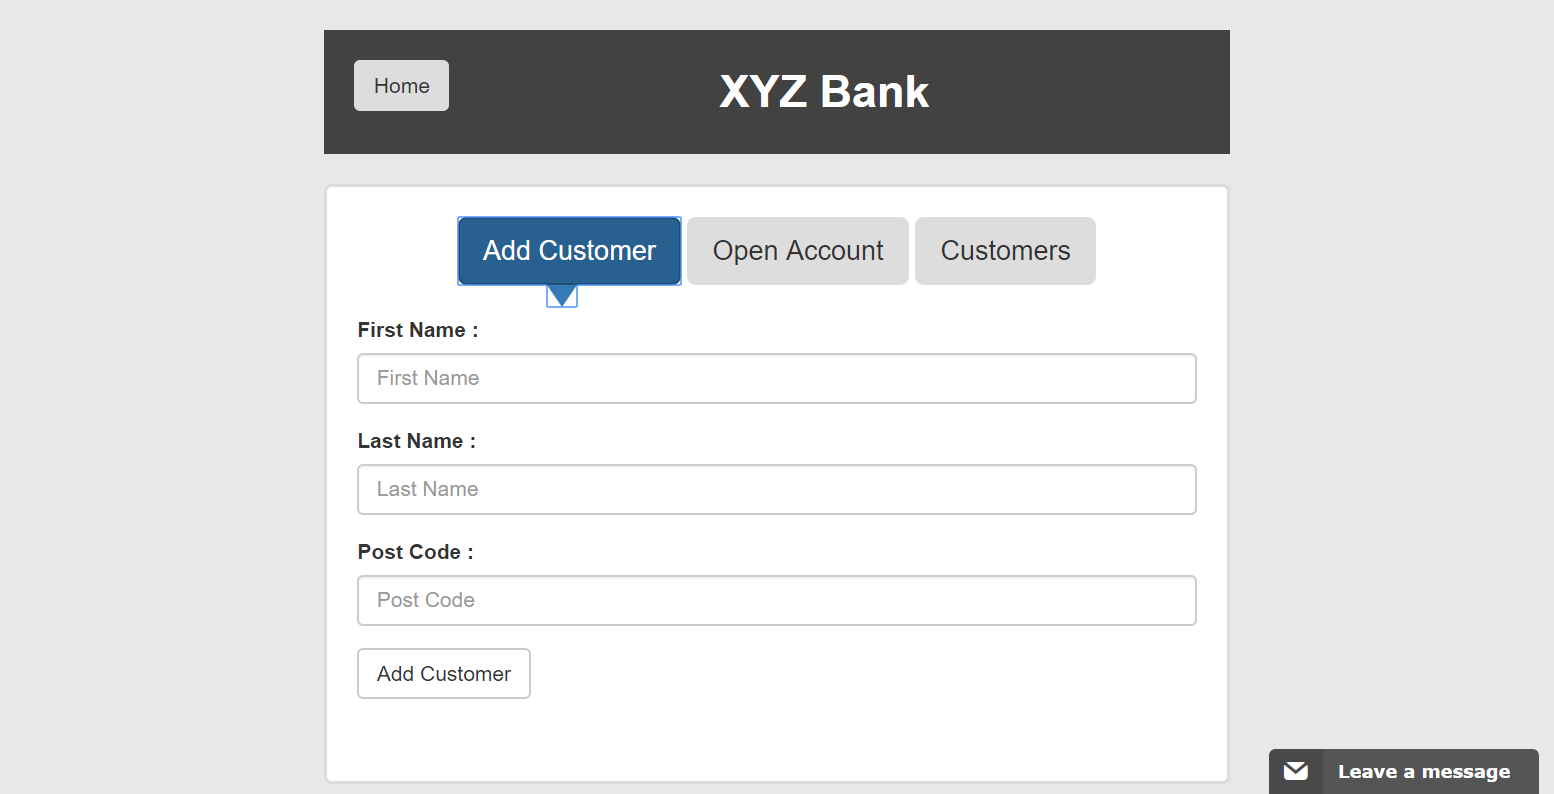 Home
XYZ Bank
Add Customer
Open Account
Customers
First Name :
First Name
Last Name :
Last Name
Post Code :
Post Code
Add Customer
Leave a message